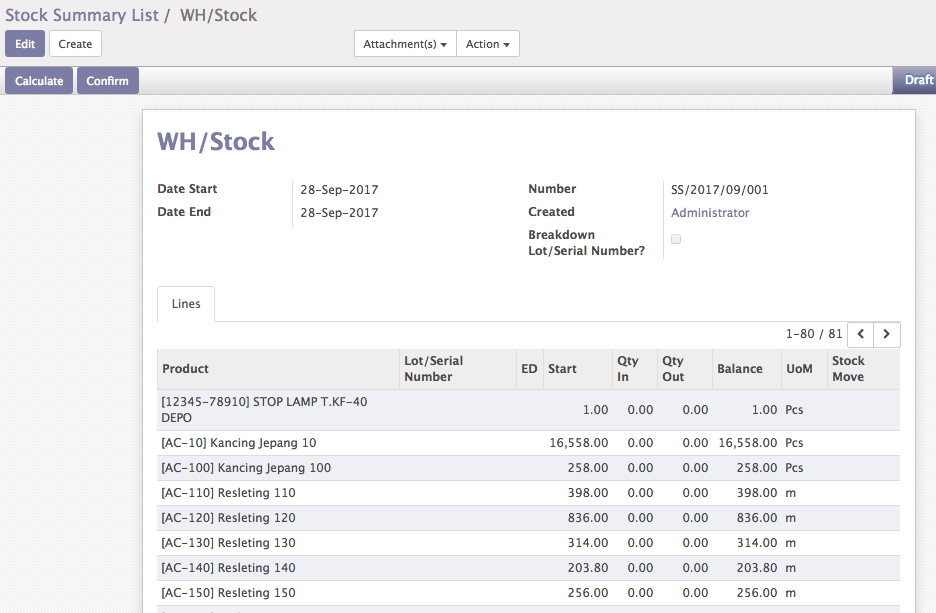 Stock Summary List / WH/Stock
Edit Create Attachment(s) Action
Calculate Confirm Draft
WH/Stock
Date Start 28-Sep-2017 Number SS/2017/09/001
Date End 28-Sep-2017 Created Administrator
Breakdown
Lot/Serial Number?
Lines
1-80 / 81
Product Lot/Serial Number ED Start Qty In Qty Out Balance UoM Stock Move
[12345-78910] STOP LAMP T.KF-40 DEPO 1.00 0.00 0.00 1.00 Pcs
[AC-10] Kancing Jepang 10 16,558.00 0.00 0.00 16,558.00 Pcs
[AC-100] Kancing Jepang 100 258.00 0.00 0.00 258.00 Pcs
[AC-110] Resleting 110 398.00 0.00 0.00 398.00 m
[AC-120] Resleting 120 836.00 0.00 0.00 836.00 m
[AC-130] Resleting 130 314.00 0.00 0.00 314.00 m
[AC-140] Resleting 140 203.80 0.00 0.00 203.80 m
[AC-150] Resleting 150 256.00 0.00 0.00 256.00 m